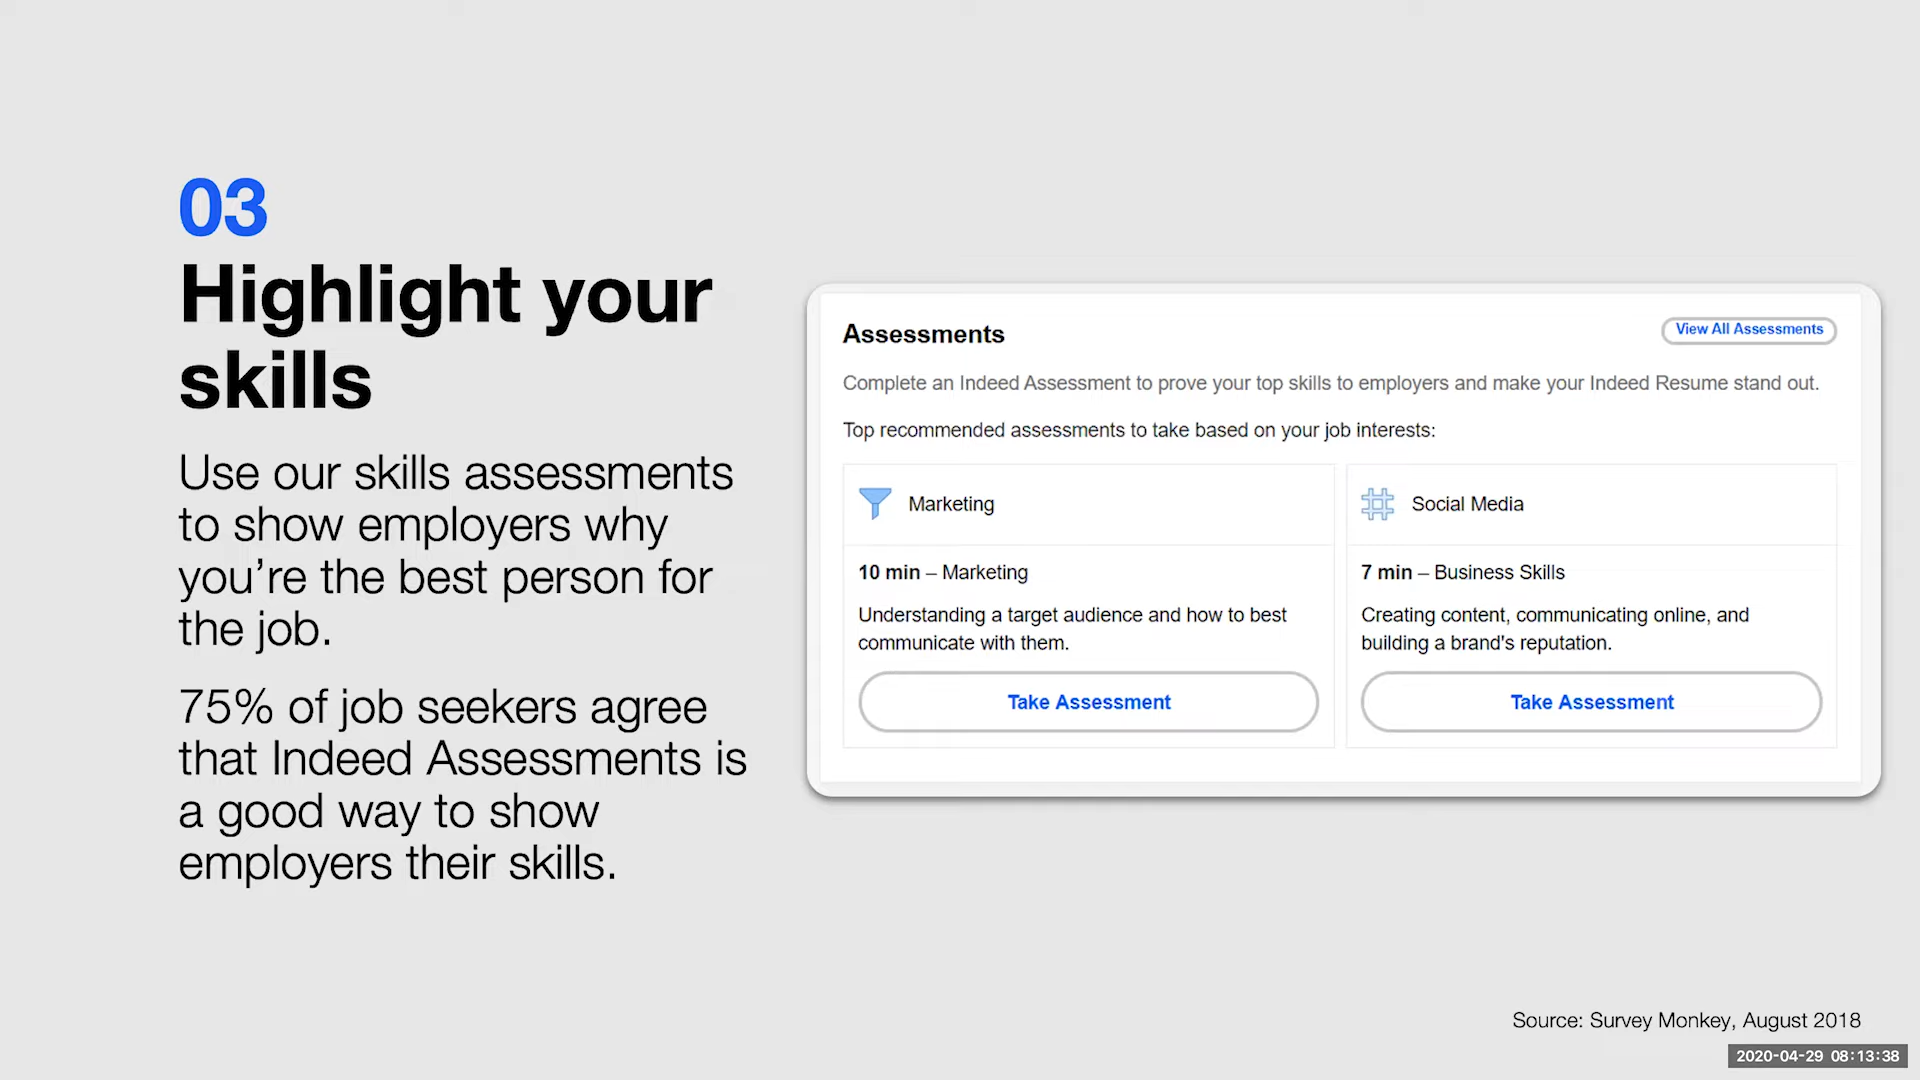 03
Highlight your
skills
Use our skills assessments
to show employers why
you’re the best person for
the job.
75% of job seekers agree
that Indeed Assessments is
a good way to show
employers their skills.
Assessments
View All Assessments
Complete an Indeed Assessment to prove your top skills to employers and make your Indeed Resume stand out.
Top recommended assessments to take based on your job interests:
Marketing
10 min – Marketing
Understanding a target audience and how to best
communicate with them.
Take Assessment
Social Media
7 min – Business Skills
Creating content, communicating online, and
building a brand's reputation.
Take Assessment
Source: Survey Monkey, August 2018
2020-04-29 08:13:38